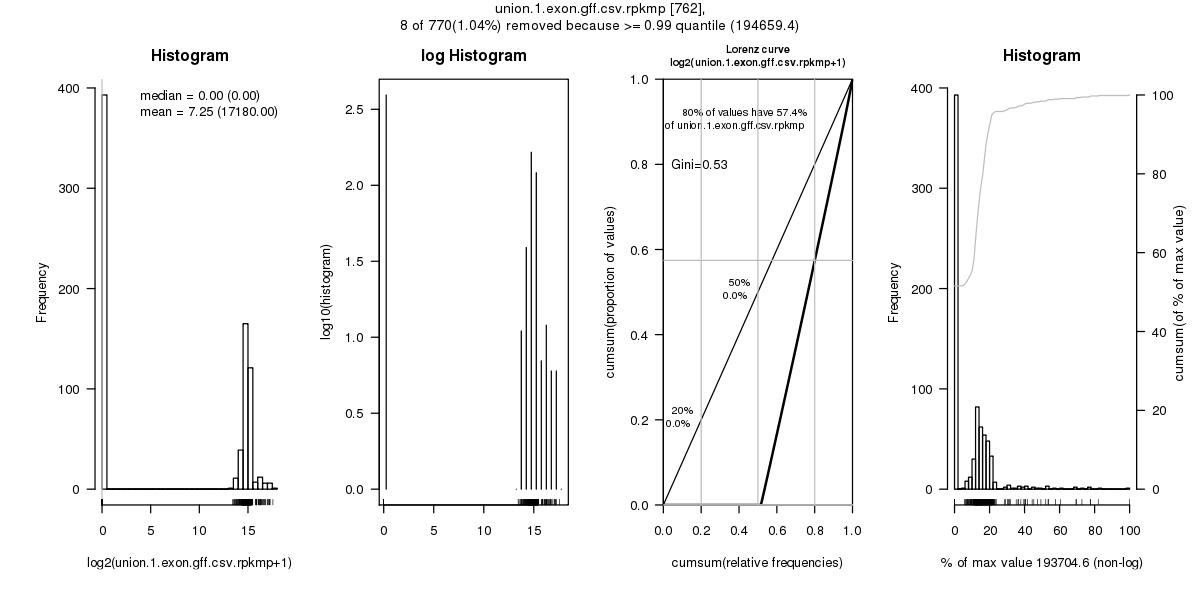 union.1.exon.gff.csv.rpkmp [762],
8 of 770(1.04%) removed because >= 0.99 quantile (194659.4)
Histogram
median = 0.00 (0.00)
mean = 7.25 (17180.00)
Frequency
0
100
200
300
400
0 5 10 15
log2(union.1.exon.gff.csv.rpkmp+1)
log Histogram
log10(histogram)
0.0
0.5
1.0
1.5
2.0
2.5
0 5 10 15
Lorenz curve
log2(union.1.exon.gff.csv.rpkmp+1)
80% of values have 57.4%
of union.1.exon.gff.csv.rpkmp
Gini=0.53
50%
0.0%
20%
0.0%
cumsum(proportion of values)
0.0
0.2
0.4
0.6
0.8
1.0
0.0 0.2 0.4 0.6 0.8 1.0
cumsum(relative frequencies)
Histogram
Frequency
0
100
200
300
400
0 20 40 60 80 100
% of max value 193704.6 (non-log)
0
20
40
60
80
100
cumsum(of % of max value)